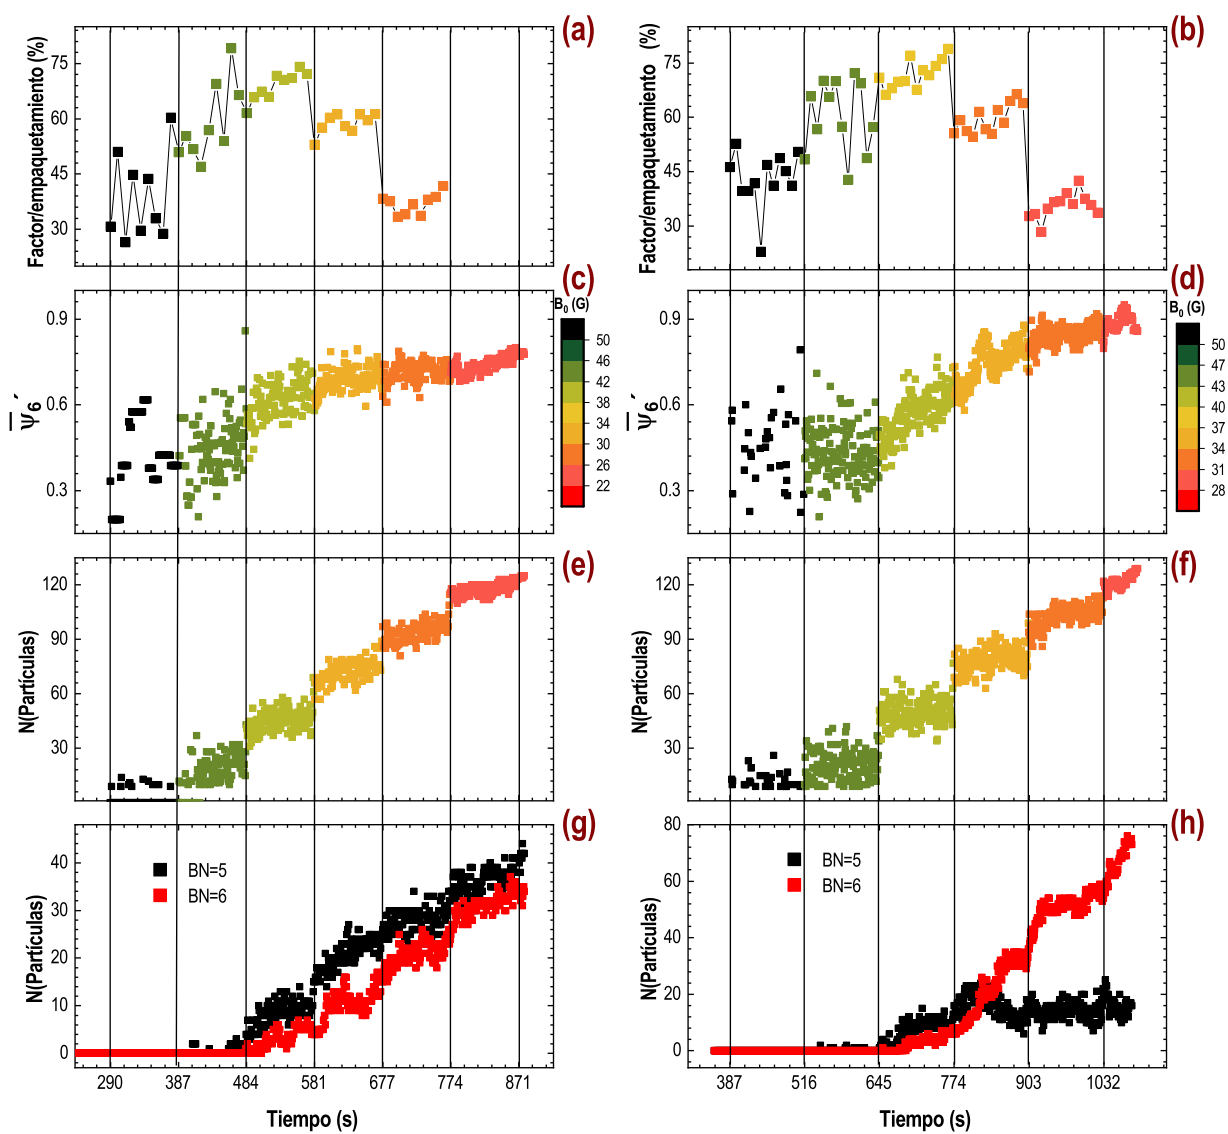 (a)
Factor/empaquetamiento (%)
75
60
45
30
(b)
Factor/empaquetamiento (%)
75
60
45
30
(c)
ψ̅6´
0.9
0.6
0.3
B0 (G)
50
46
42
38
34
30
26
22
(d)
ψ̅6´
0.9
0.6
0.3
B0 (G)
50
47
43
40
37
34
31
28
(e)
N(Partículas)
120
90
60
30
(f)
N(Partículas)
120
90
60
30
(g)
N(Partículas)
40
30
20
10
0
BN=5
BN=6
290 387 484 581 677 774 871
Tiempo (s)
(h)
N(Partículas)
80
60
40
20
0
BN=5
BN=6
387 516 645 774 903 1032
Tiempo (s)